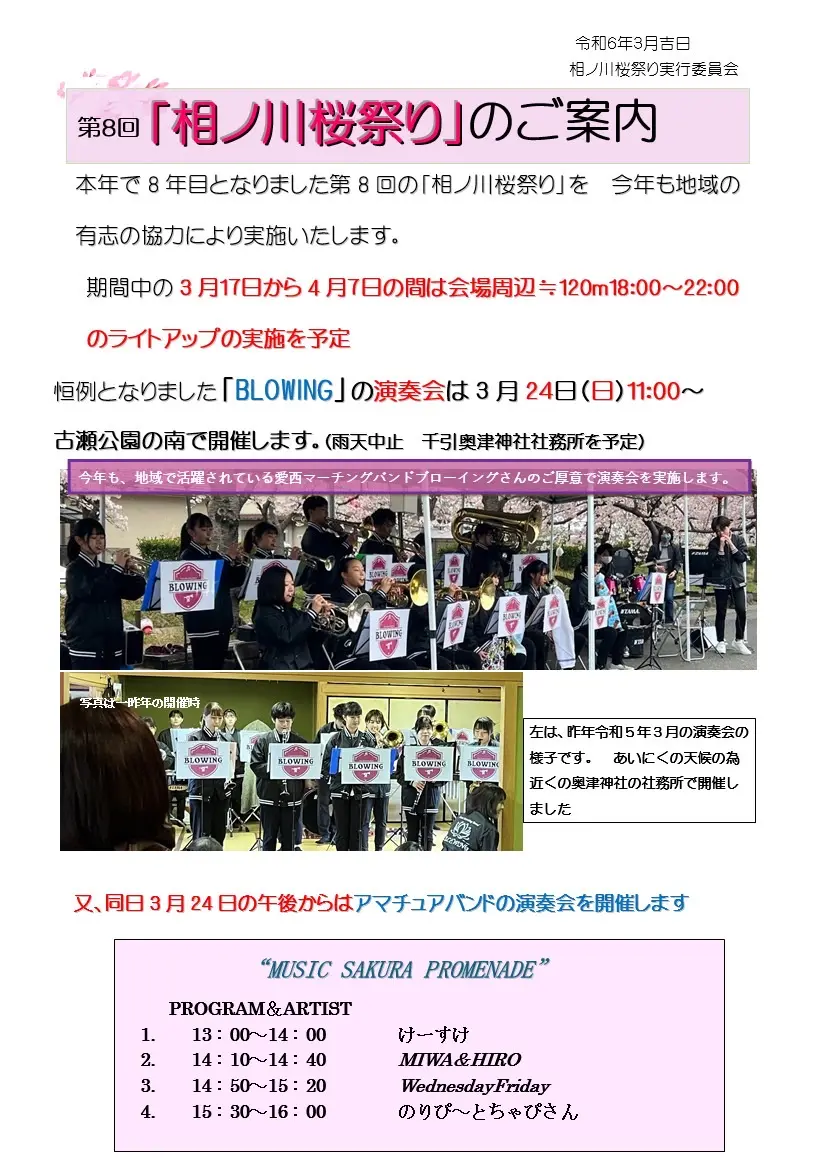 令和6年3月吉日
相ノ川桜祭り実行委員会
第8回「相ノ川桜祭り」のご案内
本年で8年目となりました第8回の「相ノ川桜祭り」を　今年も地域の
有志の協力により実施いたします。
期間中の3月17日から4月7日の間は会場周辺≒120m18:00～22:00
のライトアップの実施を予定
恒例となりました「BLOWING」の演奏会は3月24日（日）11:00～
古瀬公園の南で開催します。（雨天中止　千引奥津神社社務所を予定）
今年も、地域で活躍されている愛西マーチングバンドブローイングさんのご厚意で演奏会を実施します。
BLOWING
BLOWING
BLOWING
写真は一昨年の開催時
BLOWING
BLOWING
BLOWING
BLOWING
BLOWING
左は、昨年令和５年３月の演奏会の
様子です。　あいにくの天候の為
近くの奥津神社の社務所で開催し
ました
又、同日3月24日の午後からはアマチュアバンドの演奏会を開催します
“MUSIC SAKURA PROMENADE”
PROGRAM＆ARTIST
1.　13：00～14：00　けーすけ
2.　14：10～14：40　MIWA＆HIRO
3.　14：50～15：20　WednesdayFriday
4.　15：30～16：00　のりぴ～とちゃぴさん